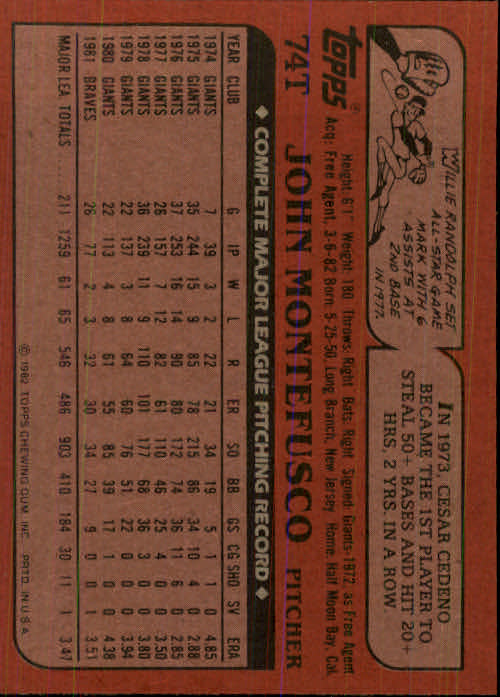 WILLIE RANDOLPH SET
ALL-STAR GAME
MARK WITH 6
ASSISTS AT
2ND BASE
IN 1977.
IN 1973, CESAR CEDENO
BECAME THE 1ST PLAYER TO
STEAL 50+ BASES AND HIT 20+
HRS, 2 YRS. IN A ROW
topps®
Height: 6'1" Weight: 180 Throws: Right Bats: Right Signed: Giants-1972, as Free Agent
Acq: Free Agent, 3-6-82 Born: 5-25-50, Long Branch, New Jersey Home: Half Moon Bay, Cal.
74T JOHN MONTEFUSCO PITCHER
◆ COMPLETE MAJOR LEAGUE PITCHING RECORD ◆
YEAR CLUB G IP W L R ER SO BB GS CG SHO SV ERA
1974 GIANTS 7 39 3 2 22 21 34 19 5 1 1 0 4.85
1975 GIANTS 35 244 15 9 85 78 215 86 34 10 4 0 2.88
1976 GIANTS 37 253 16 14 90 80 172 74 36 11 6 0 2.85
1977 GIANTS 26 157 7 12 82 61 110 46 25 4 0 0 3.50
1978 GIANTS 36 239 11 9 110 101 177 68 36 3 0 0 3.80
1979 GIANTS 22 137 3 8 64 60 76 51 22 0 0 0 3.94
1980 GIANTS 22 113 4 8 61 55 85 39 17 1 0 0 4.38
1981 BRAVES 26 77 2 3 32 30 34 27 9 0 0 1 3.51
MAJOR LEA. TOTALS ..... 211 1259 61 65 546 486 903 410 184 30 11 1 3.47
© 1982 TOPPS CHEWING GUM, INC. PRTD. IN U.S.A.